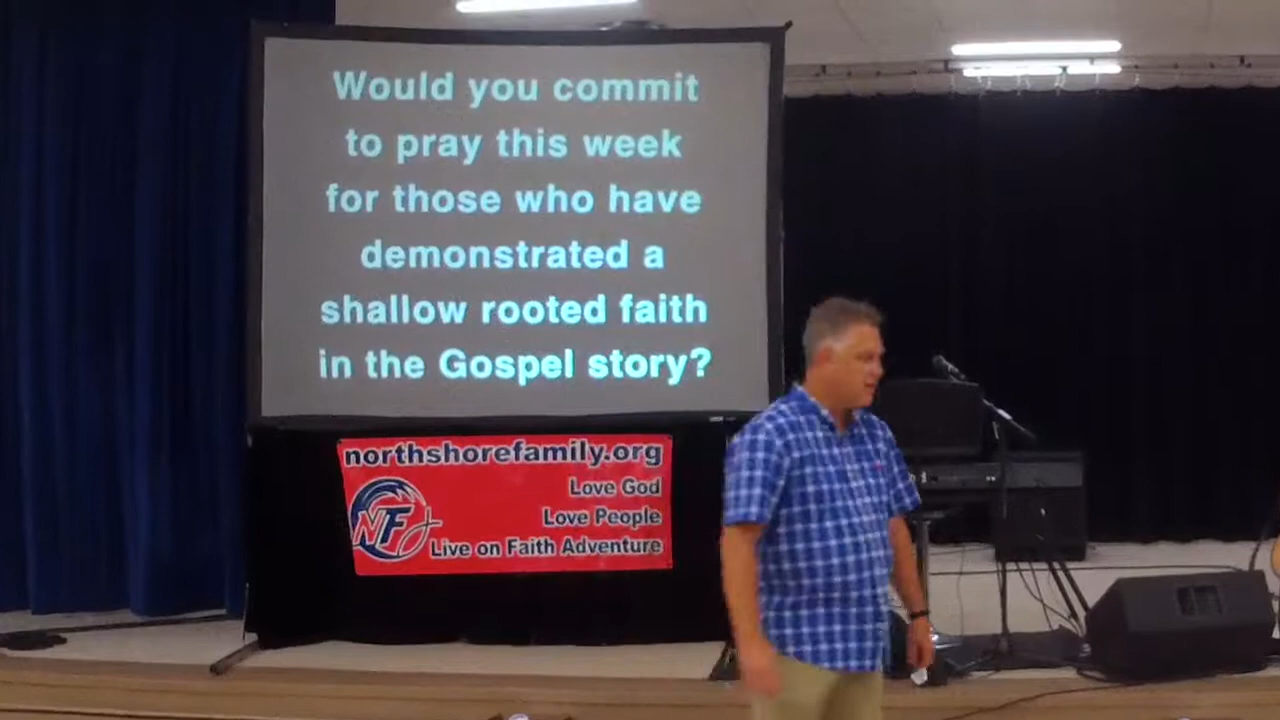 Would you commit
to pray this week
for those who have
demonstrated a
shallow rooted faith
in the Gospel story?
northshorefamily.org
Love God
Love People
NF
Live on Faith Adventure